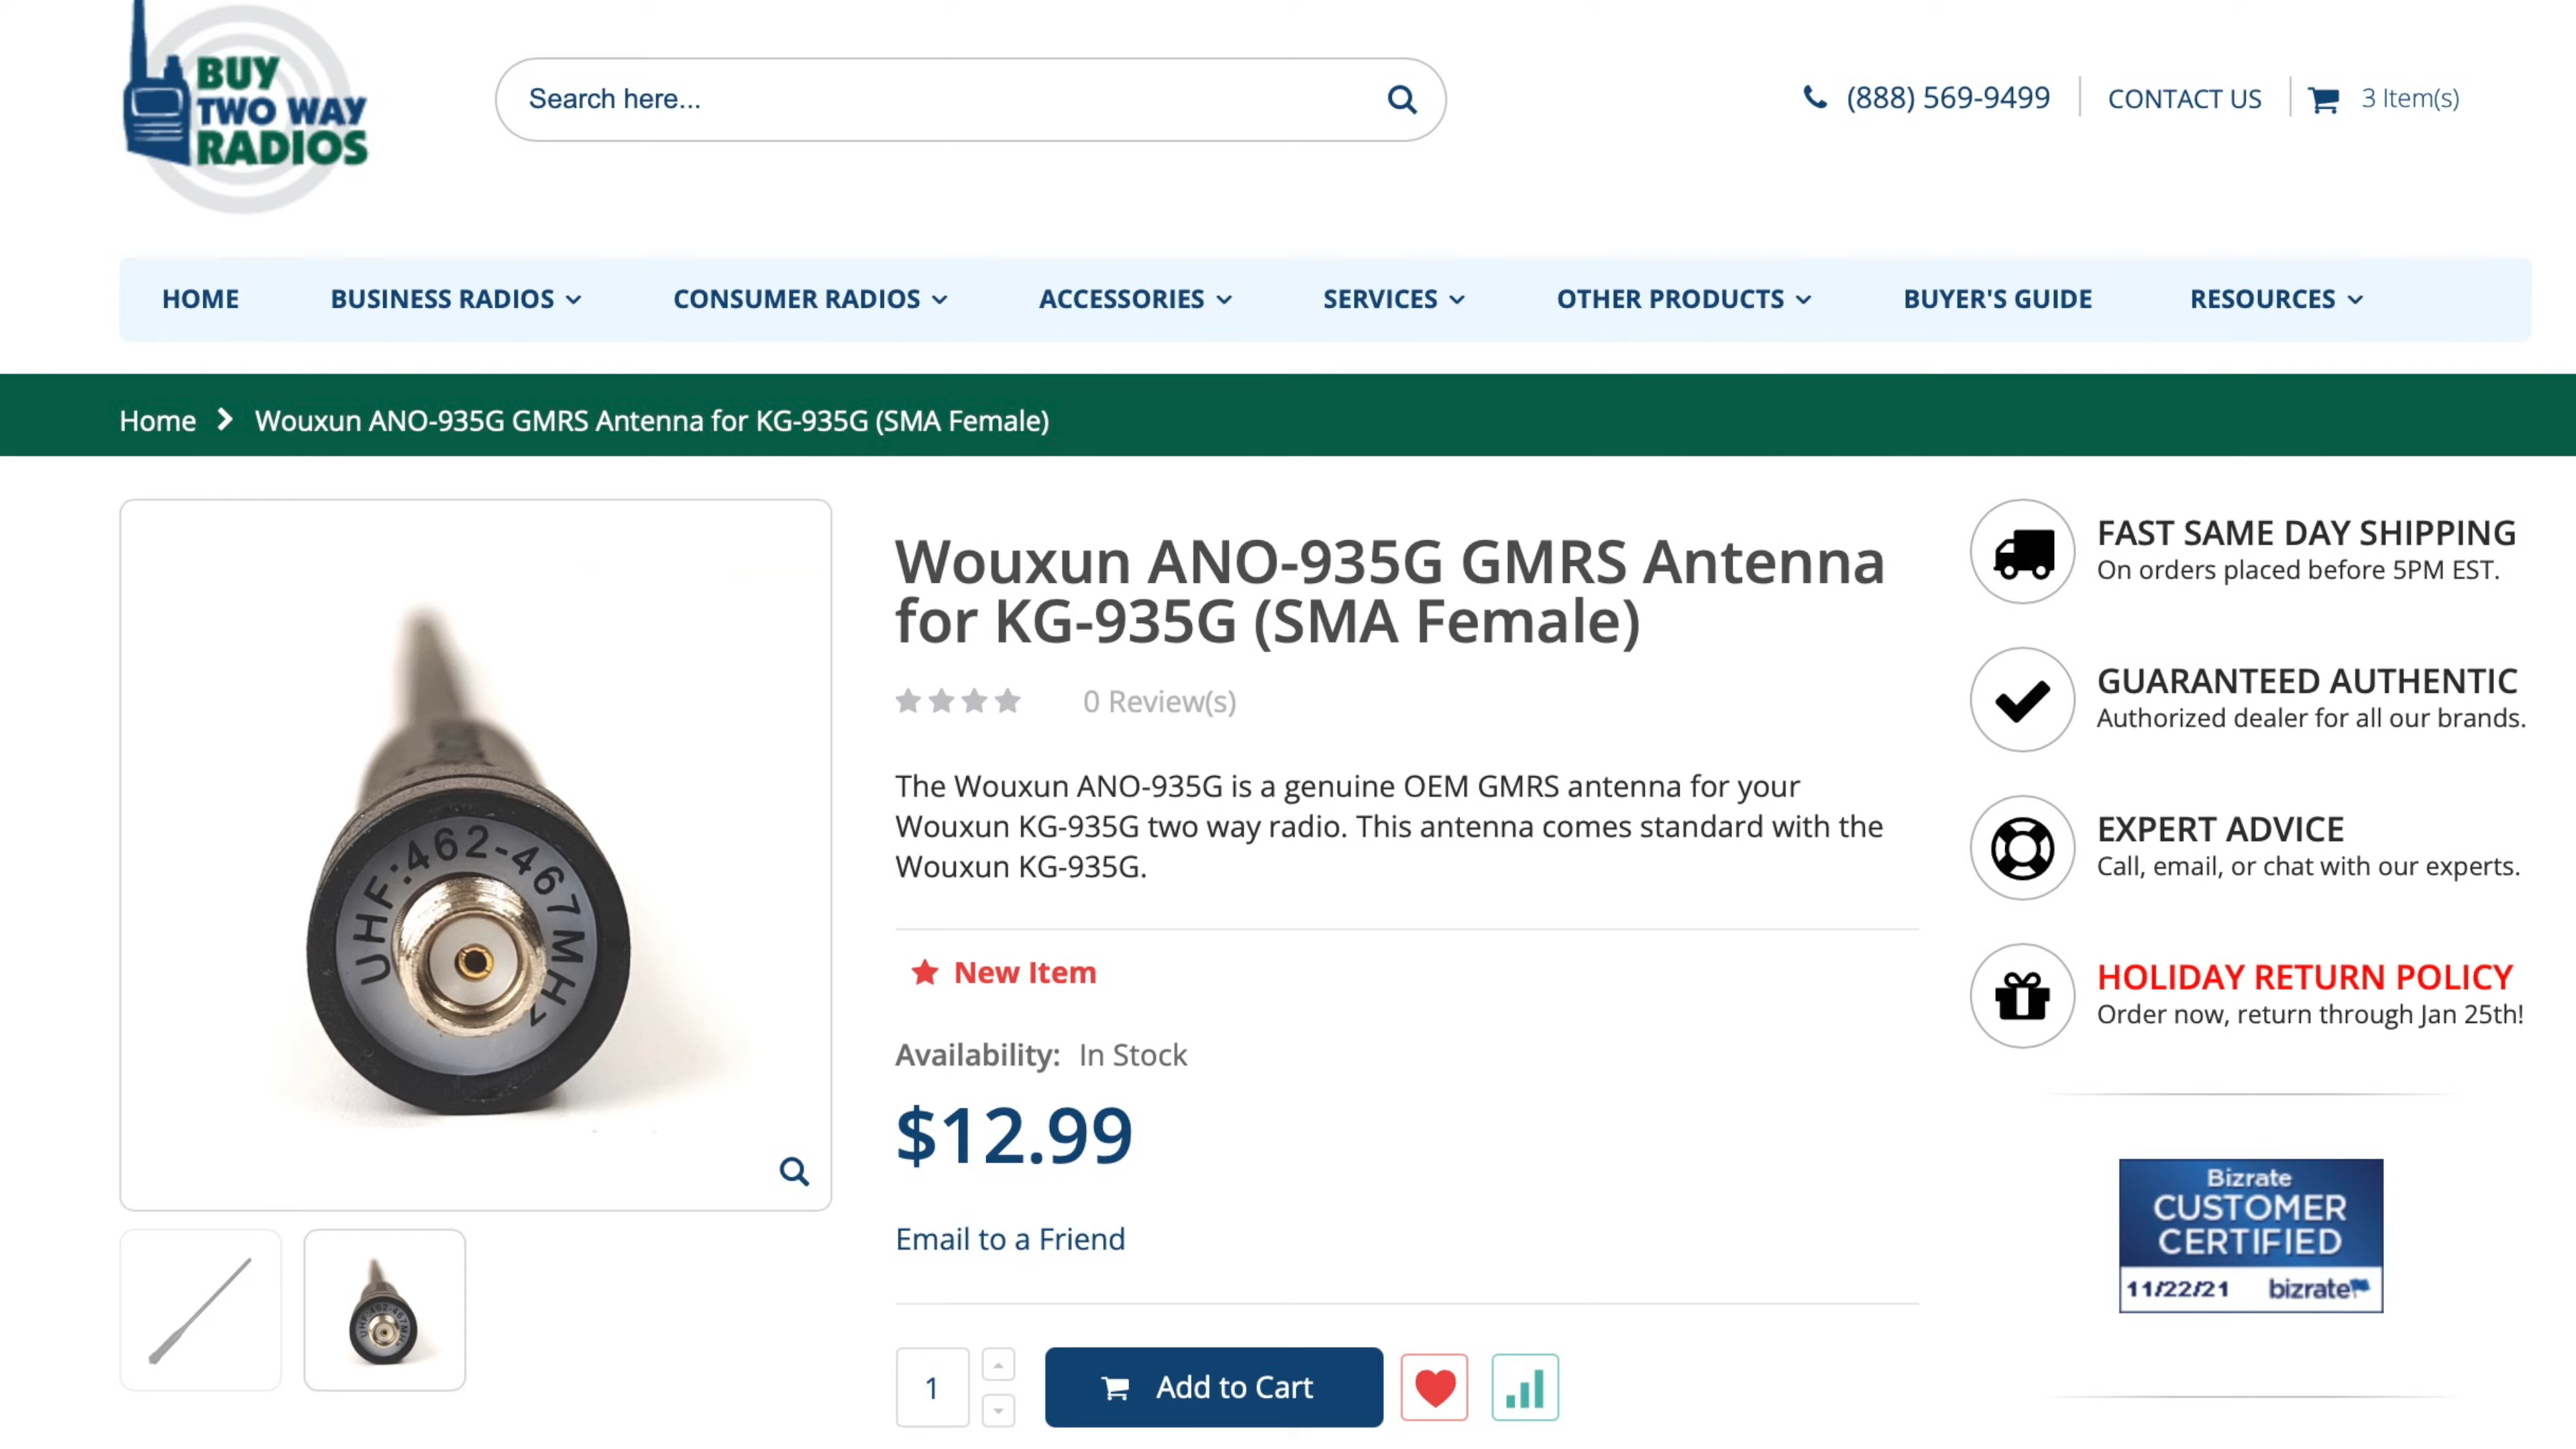 BUY
TWO WAY
RADIOS
Search here...
(888) 569-9499
CONTACT US
3 Item(s)
HOME
BUSINESS RADIOS
CONSUMER RADIOS
ACCESSORIES
SERVICES
OTHER PRODUCTS
BUYER'S GUIDE
RESOURCES
Home
Wouxun ANO-935G GMRS Antenna for KG-935G (SMA Female)
UHF:462-467MHz
Wouxun ANO-935G GMRS Antenna
for KG-935G (SMA Female)
0 Review(s)
The Wouxun ANO-935G is a genuine OEM GMRS antenna for your
Wouxun KG-935G two way radio. This antenna comes standard with the
Wouxun KG-935G.
New Item
Availability: In Stock
$12.99
Email to a Friend
1
Add to Cart
FAST SAME DAY SHIPPING
On orders placed before 5PM EST.
GUARANTEED AUTHENTIC
Authorized dealer for all our brands.
EXPERT ADVICE
Call, email, or chat with our experts.
HOLIDAY RETURN POLICY
Order now, return through Jan 25th!
Bizrate
CUSTOMER
CERTIFIED
11/22/21 bizrate